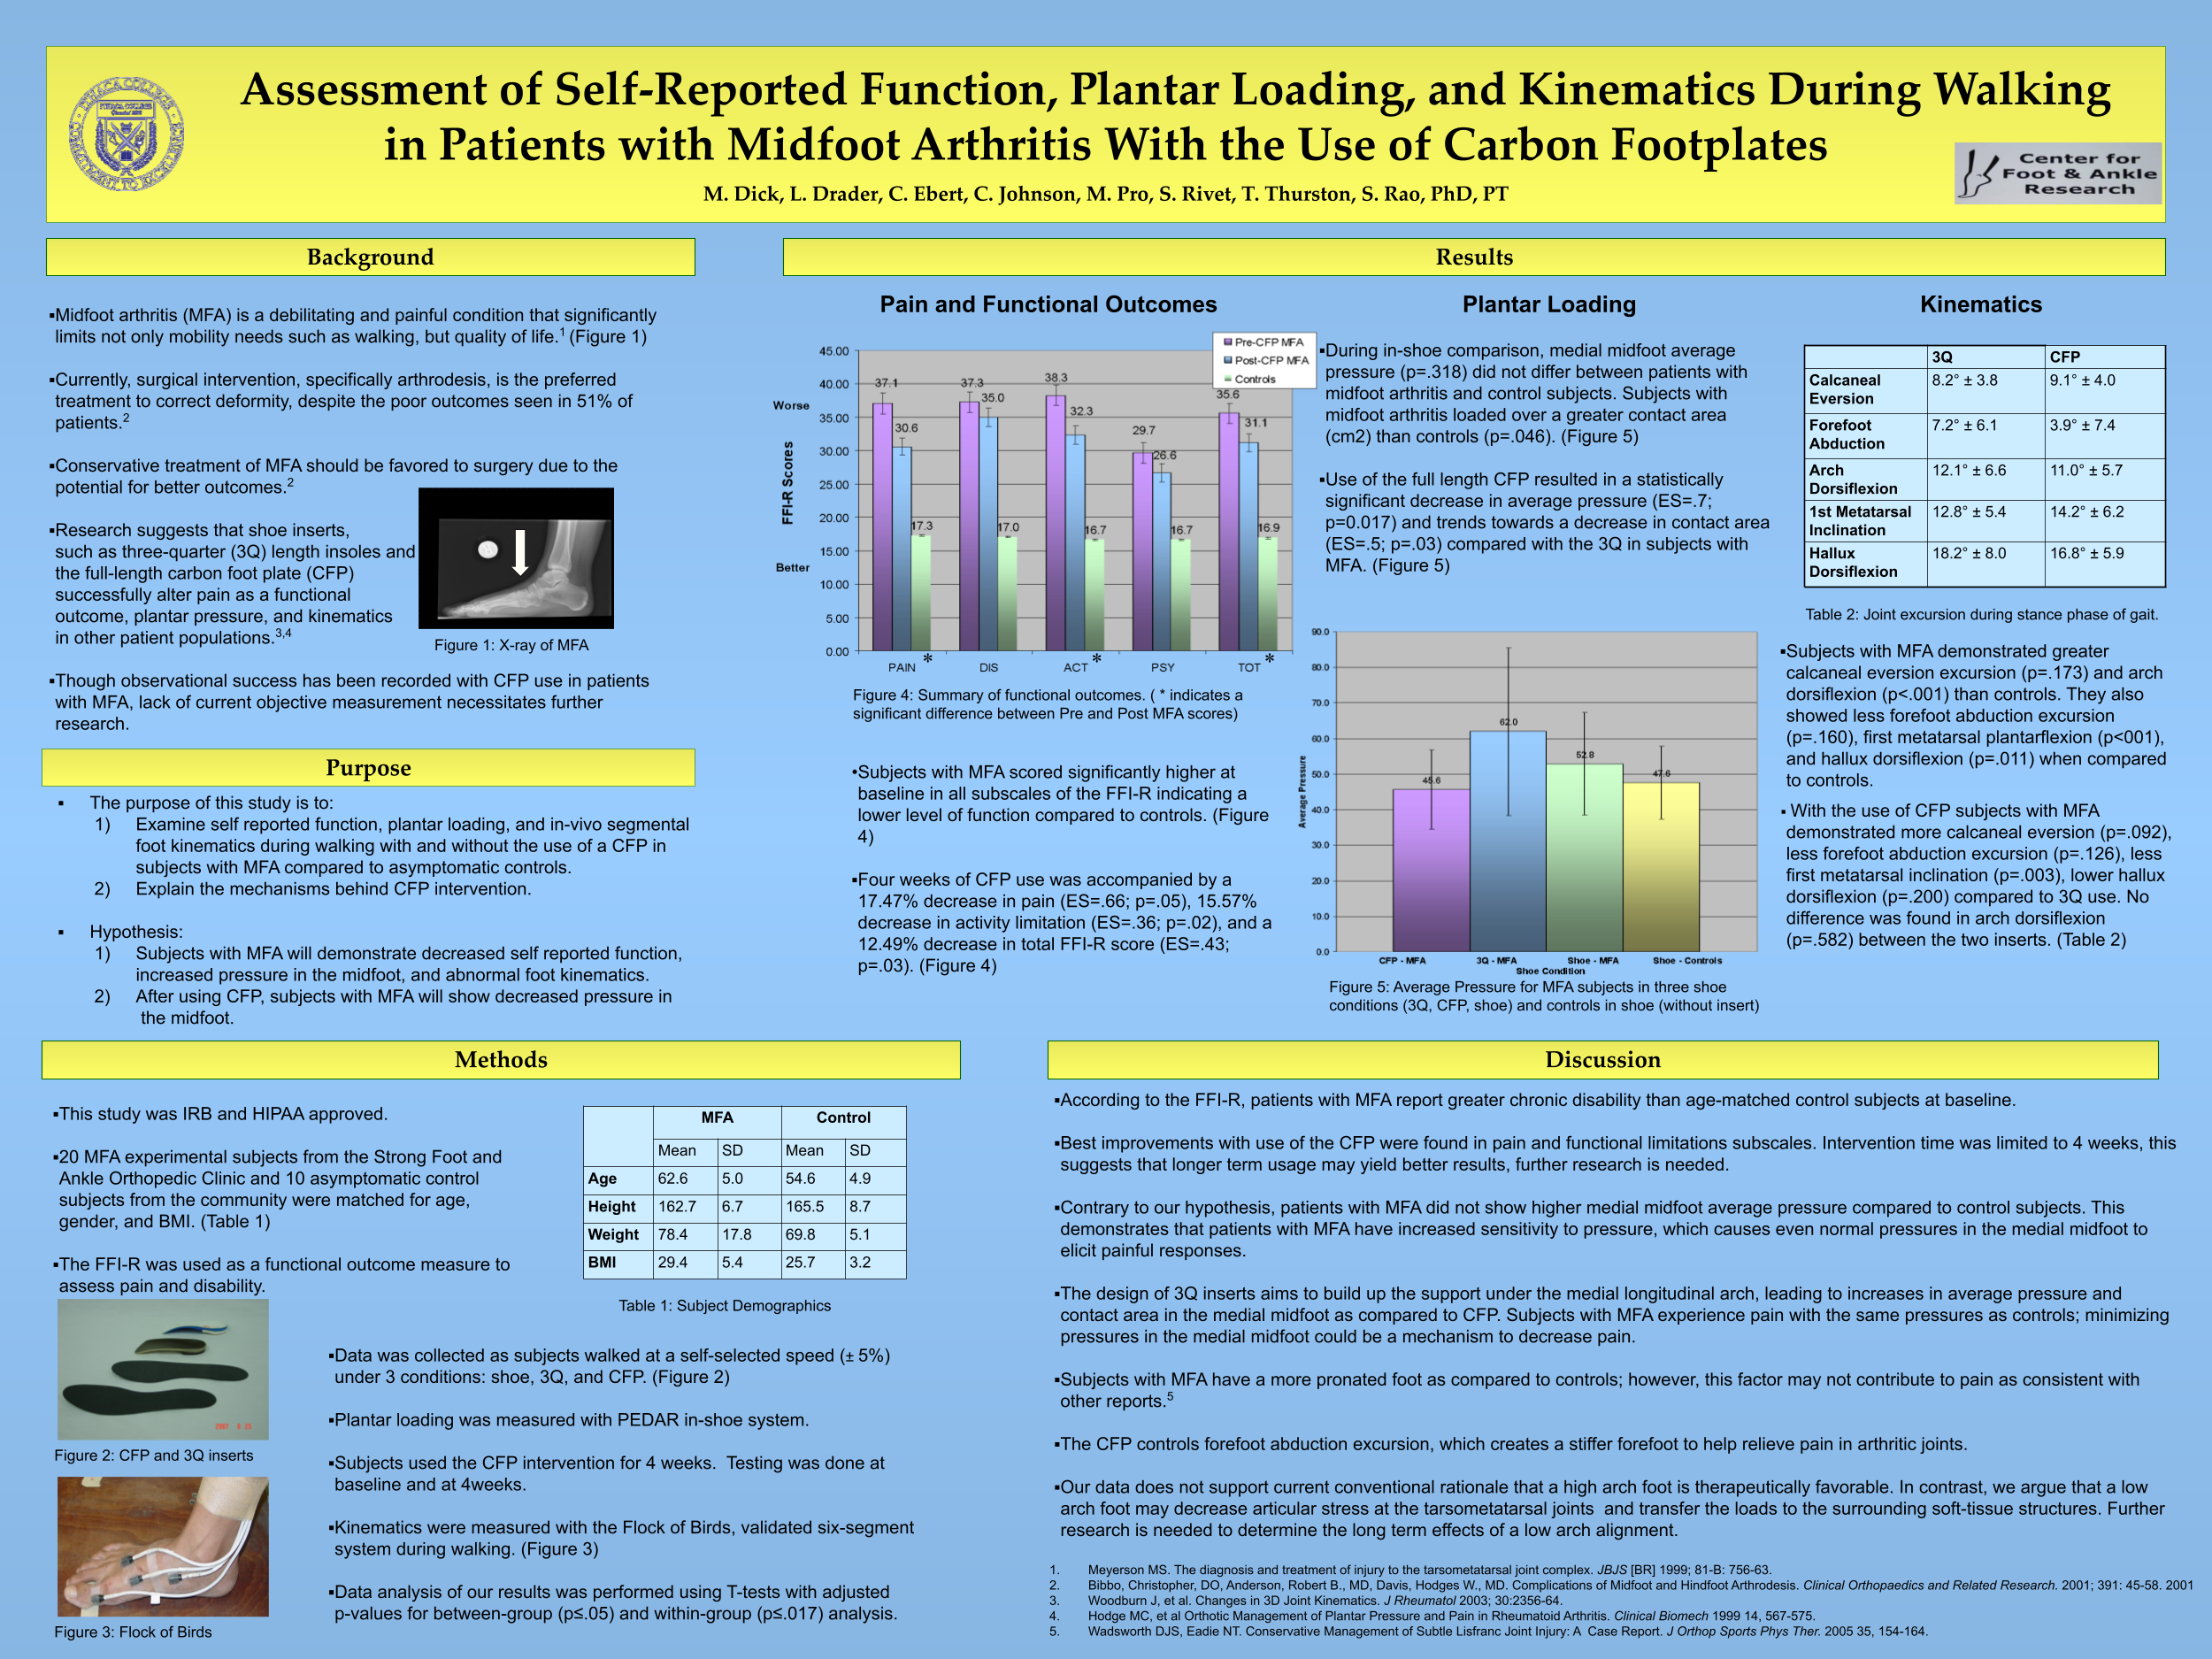 Assessment of Self-Reported Function, Plantar Loading, and Kinematics During Walking
in Patients with Midfoot Arthritis With the Use of Carbon Footplates
M. Dick, L. Drader, C. Ebert, C. Johnson, M. Pro, S. Rivet, T. Thurston, S. Rao, PhD, PT
ITHACA COLLEGE
COMMITMENT TO EXCELLENCE
Center for
Foot & Ankle
Research
Background
▪Midfoot arthritis (MFA) is a debilitating and painful condition that significantly
limits not only mobility needs such as walking, but quality of life.1 (Figure 1)
▪Currently, surgical intervention, specifically arthrodesis, is the preferred
treatment to correct deformity, despite the poor outcomes seen in 51% of
patients.2
▪Conservative treatment of MFA should be favored to surgery due to the
potential for better outcomes.2
▪Research suggests that shoe inserts,
such as three-quarter (3Q) length insoles and
the full-length carbon foot plate (CFP)
successfully alter pain as a functional
outcome, plantar pressure, and kinematics
in other patient populations.3,4
Figure 1: X-ray of MFA
▪Though observational success has been recorded with CFP use in patients
with MFA, lack of current objective measurement necessitates further
research.
Purpose
▪ The purpose of this study is to:
1) Examine self reported function, plantar loading, and in-vivo segmental
foot kinematics during walking with and without the use of a CFP in
subjects with MFA compared to asymptomatic controls.
2) Explain the mechanisms behind CFP intervention.
▪ Hypothesis:
1) Subjects with MFA will demonstrate decreased self reported function,
increased pressure in the midfoot, and abnormal foot kinematics.
2) After using CFP, subjects with MFA will show decreased pressure in
the midfoot.
Results
Pain and Functional Outcomes
Pre-CFP MFA
Post-CFP MFA
Controls
Worse
FFI-R Scores
Better
45.00
40.00
35.00
30.00
25.00
20.00
15.00
10.00
5.00
0.00
37.1 30.6 17.3
37.3 35.0 17.0
38.3 32.3 16.7
29.7 26.6 16.7
35.6 31.1 16.9
PAIN * DIS ACT * PSY TOT *
Figure 4: Summary of functional outcomes. ( * indicates a
significant difference between Pre and Post MFA scores)
•Subjects with MFA scored significantly higher at
baseline in all subscales of the FFI-R indicating a
lower level of function compared to controls. (Figure
4)
▪Four weeks of CFP use was accompanied by a
17.47% decrease in pain (ES=.66; p=.05), 15.57%
decrease in activity limitation (ES=.36; p=.02), and a
12.49% decrease in total FFI-R score (ES=.43;
p=.03). (Figure 4)
Plantar Loading
▪During in-shoe comparison, medial midfoot average
pressure (p=.318) did not differ between patients with
midfoot arthritis and control subjects. Subjects with
midfoot arthritis loaded over a greater contact area
(cm2) than controls (p=.046). (Figure 5)
▪Use of the full length CFP resulted in a statistically
significant decrease in average pressure (ES=.7;
p=0.017) and trends towards a decrease in contact area
(ES=.5; p=.03) compared with the 3Q in subjects with
MFA. (Figure 5)
Average Pressure
90.0
80.0
70.0
60.0
50.0
40.0
30.0
20.0
10.0
0.0
45.6 62.0 52.8 47.6
CFP - MFA 3Q - MFA Shoe - MFA Shoe - Controls
Shoe Condition
Figure 5: Average Pressure for MFA subjects in three shoe
conditions (3Q, CFP, shoe) and controls in shoe (without insert)
Kinematics
3Q CFP
Calcaneal Eversion 8.2° ± 3.8 9.1° ± 4.0
Forefoot Abduction 7.2° ± 6.1 3.9° ± 7.4
Arch Dorsiflexion 12.1° ± 6.6 11.0° ± 5.7
1st Metatarsal Inclination 12.8° ± 5.4 14.2° ± 6.2
Hallux Dorsiflexion 18.2° ± 8.0 16.8° ± 5.9
Table 2: Joint excursion during stance phase of gait.
▪Subjects with MFA demonstrated greater
calcaneal eversion excursion (p=.173) and arch
dorsiflexion (p<.001) than controls. They also
showed less forefoot abduction excursion
(p=.160), first metatarsal plantarflexion (p<001),
and hallux dorsiflexion (p=.011) when compared
to controls.
▪ With the use of CFP subjects with MFA
demonstrated more calcaneal eversion (p=.092),
less forefoot abduction excursion (p=.126), less
first metatarsal inclination (p=.003), lower hallux
dorsiflexion (p=.200) compared to 3Q use. No
difference was found in arch dorsiflexion
(p=.582) between the two inserts. (Table 2)
Methods
▪This study was IRB and HIPAA approved.
▪20 MFA experimental subjects from the Strong Foot and
Ankle Orthopedic Clinic and 10 asymptomatic control
subjects from the community were matched for age,
gender, and BMI. (Table 1)
▪The FFI-R was used as a functional outcome measure to
assess pain and disability.
MFA Control
Mean SD Mean SD
Age 62.6 5.0 54.6 4.9
Height 162.7 6.7 165.5 8.7
Weight 78.4 17.8 69.8 5.1
BMI 29.4 5.4 25.7 3.2
Table 1: Subject Demographics
Figure 2: CFP and 3Q inserts
Figure 3: Flock of Birds
▪Data was collected as subjects walked at a self-selected speed (± 5%)
under 3 conditions: shoe, 3Q, and CFP. (Figure 2)
▪Plantar loading was measured with PEDAR in-shoe system.
▪Subjects used the CFP intervention for 4 weeks. Testing was done at
baseline and at 4weeks.
▪Kinematics were measured with the Flock of Birds, validated six-segment
system during walking. (Figure 3)
▪Data analysis of our results was performed using T-tests with adjusted
p-values for between-group (p≤.05) and within-group (p≤.017) analysis.
Discussion
▪According to the FFI-R, patients with MFA report greater chronic disability than age-matched control subjects at baseline.
▪Best improvements with use of the CFP were found in pain and functional limitations subscales. Intervention time was limited to 4 weeks, this
suggests that longer term usage may yield better results, further research is needed.
▪Contrary to our hypothesis, patients with MFA did not show higher medial midfoot average pressure compared to control subjects. This
demonstrates that patients with MFA have increased sensitivity to pressure, which causes even normal pressures in the medial midfoot to
elicit painful responses.
▪The design of 3Q inserts aims to build up the support under the medial longitudinal arch, leading to increases in average pressure and
contact area in the medial midfoot as compared to CFP. Subjects with MFA experience pain with the same pressures as controls; minimizing
pressures in the medial midfoot could be a mechanism to decrease pain.
▪Subjects with MFA have a more pronated foot as compared to controls; however, this factor may not contribute to pain as consistent with
other reports.5
▪The CFP controls forefoot abduction excursion, which creates a stiffer forefoot to help relieve pain in arthritic joints.
▪Our data does not support current conventional rationale that a high arch foot is therapeutically favorable. In contrast, we argue that a low
arch foot may decrease articular stress at the tarsometatarsal joints and transfer the loads to the surrounding soft-tissue structures. Further
research is needed to determine the long term effects of a low arch alignment.
1. Meyerson MS. The diagnosis and treatment of injury to the tarsometatarsal joint complex. JBJS [BR] 1999; 81-B: 756-63.
2. Bibbo, Christopher, DO, Anderson, Robert B., MD, Davis, Hodges W., MD. Complications of Midfoot and Hindfoot Arthrodesis. Clinical Orthopaedics and Related Research. 2001; 391: 45-58. 2001
3. Woodburn J, et al. Changes in 3D Joint Kinematics. J Rheumatol 2003; 30:2356-64.
4. Hodge MC, et al Orthotic Management of Plantar Pressure and Pain in Rheumatoid Arthritis. Clinical Biomech 1999 14, 567-575.
5. Wadsworth DJS, Eadie NT. Conservative Management of Subtle Lisfranc Joint Injury: A Case Report. J Orthop Sports Phys Ther. 2005 35, 154-164.